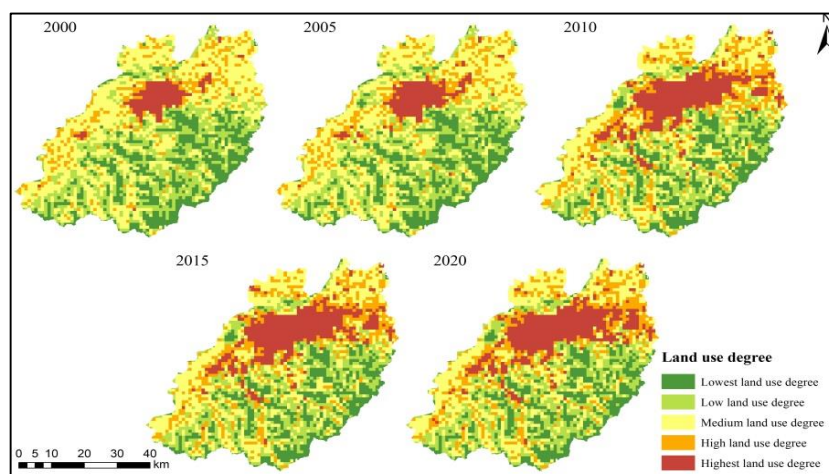 N
2000
2005
2010
2015
2020
Land use degree
Lowest land use degree
Low land use degree
Medium land use degree
High land use degree
Highest land use degree
0 5 10 20 30 40
km